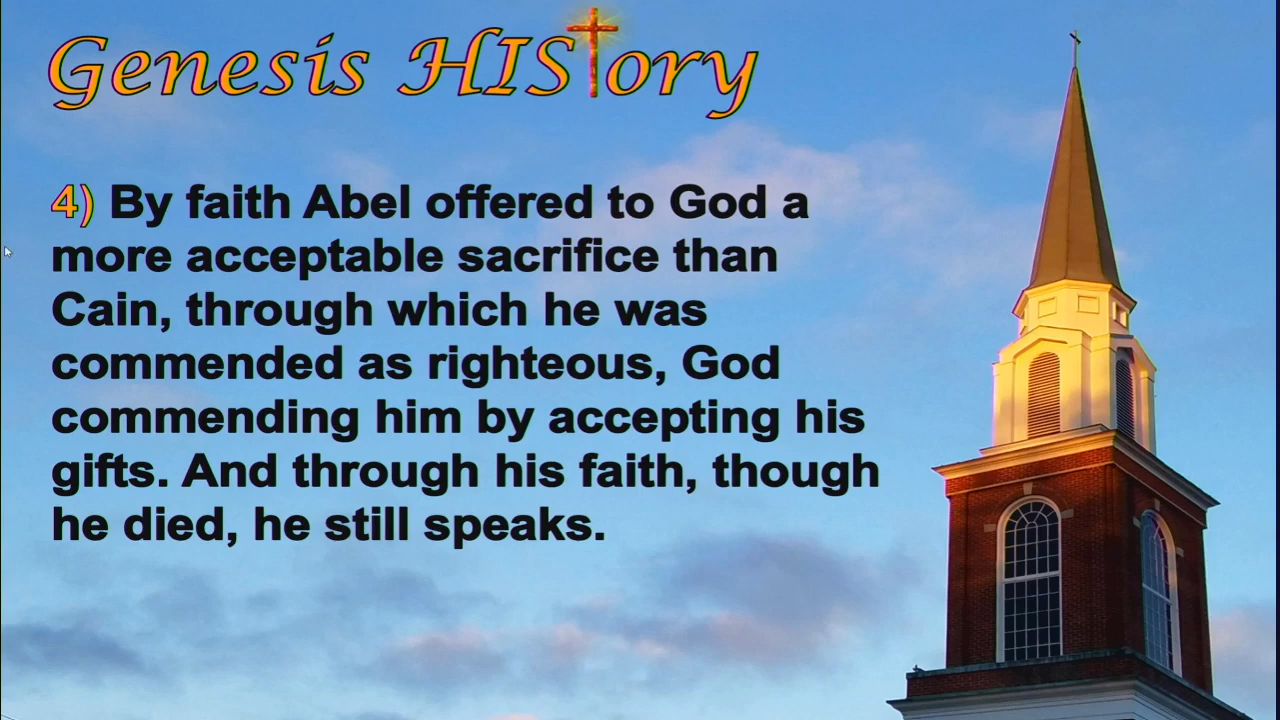 Genesis HIStory
4) By faith Abel offered to God a
more acceptable sacrifice than
Cain, through which he was
commended as righteous, God
commending him by accepting his
gifts. And through his faith, though
he died, he still speaks.